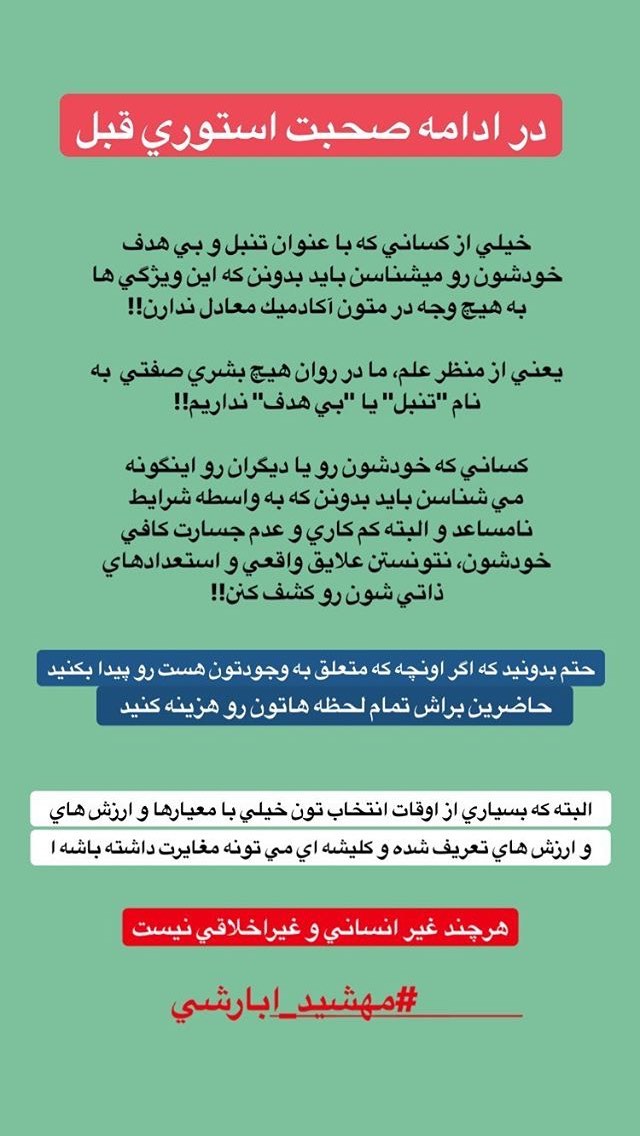 در ادامه صحبت استوري قبل
خيلي از كساني كه با عنوان تنبل و بي هدف
خودشون رو ميشناسن بايد بدونن كه اين ويژگي ها
به هيچ وجه در متون آكادميك معادل ندارن!!
يعني از منظر علم، ما در روان هيچ بشري صفتي به
نام "تنبل" يا "بي هدف" نداريم!!
كساني كه خودشون رو يا ديگران رو اينگونه
مي شناسن بايد بدونن كه به واسطه شرايط
نامساعد و البته كم كاري و عدم جسارت كافي
خودشون، نتونستن علايق واقعي و استعدادهاي
ذاتي شون رو كشف كنن!!
حتم بدونيد كه اگر اونچه كه متعلق به وجودتون هست رو پيدا بكنيد
حاضرين براش تمام لحظه هاتون رو هزينه كنيد
البته كه بسياري از اوقات انتخاب تون خيلي با معيارها و ارزش هاي
و ارزش هاي تعريف شده و كليشه اي مي تونه مغايرت داشته باشه ا
هرچند غير انساني و غيراخلاقي نيست
#مهشيد_ابارشي